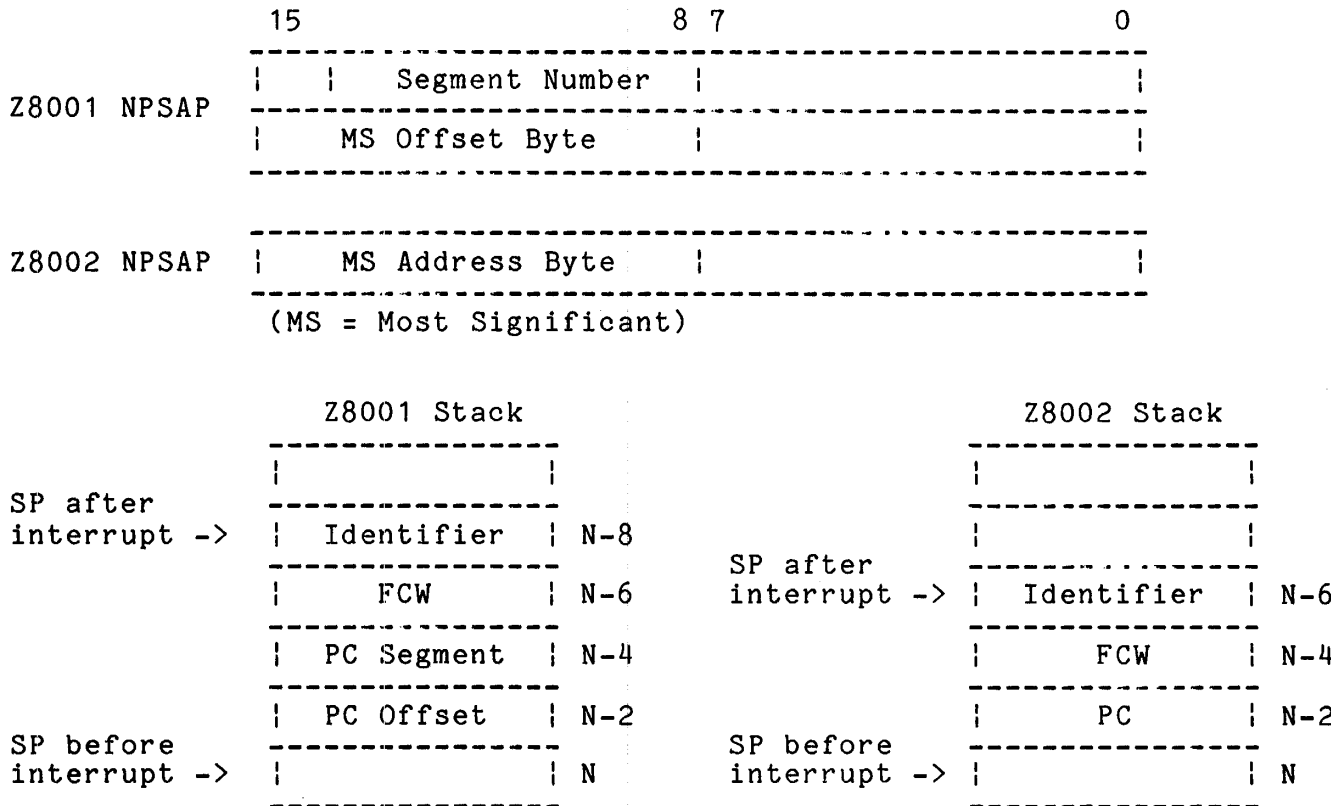 15 8 7 0
Segment Number
Z8001 NPSAP
MS Offset Byte
Z8002 NPSAP MS Address Byte
(MS = Most Significant)
Z8001 Stack Z8002 Stack
SP after
interrupt -> Identifier N-8
SP after
FCW N-6 interrupt -> Identifier N-6
PC Segment N-4 FCW N-4
PC Offset N-2 PC N-2
SP before SP before
interrupt -> N interrupt -> N